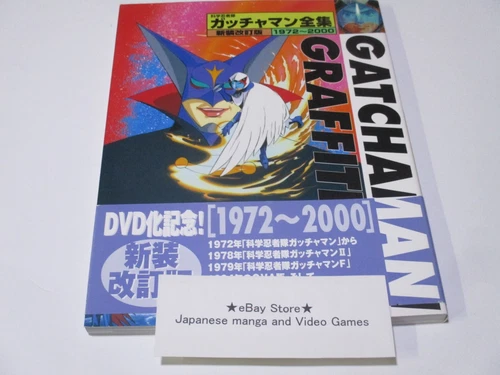 科学忍者隊
ガッチャマン全集
新装改訂版
1972～2000
GATCHAMAN
GRAFFITI
DVD化記念!
[1972～2000]
新装
改訂版
1972年「科学忍者隊ガッチャマン」から
1978年「科学忍者隊ガッチャマンⅡ」
1979年「科学忍者隊ガッチャマンF」
★eBay Store★
Japanese manga and Video Games